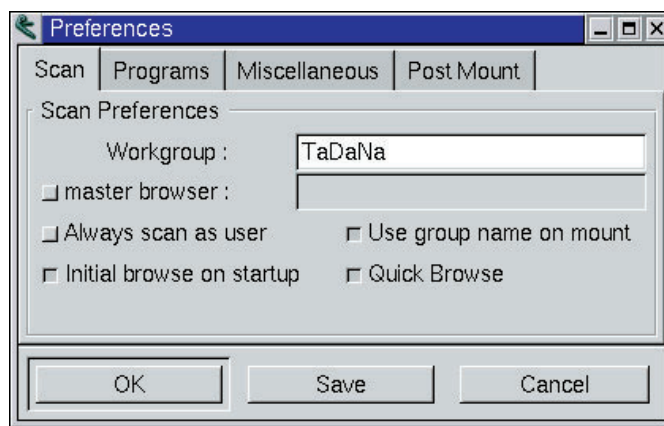 Preferences
Scan Programs Miscellaneous Post Mount
Scan Preferences
Workgroup : TaDaNa
master browser :
Always scan as user Use group name on mount
Initial browse on startup Quick Browse
OK Save Cancel